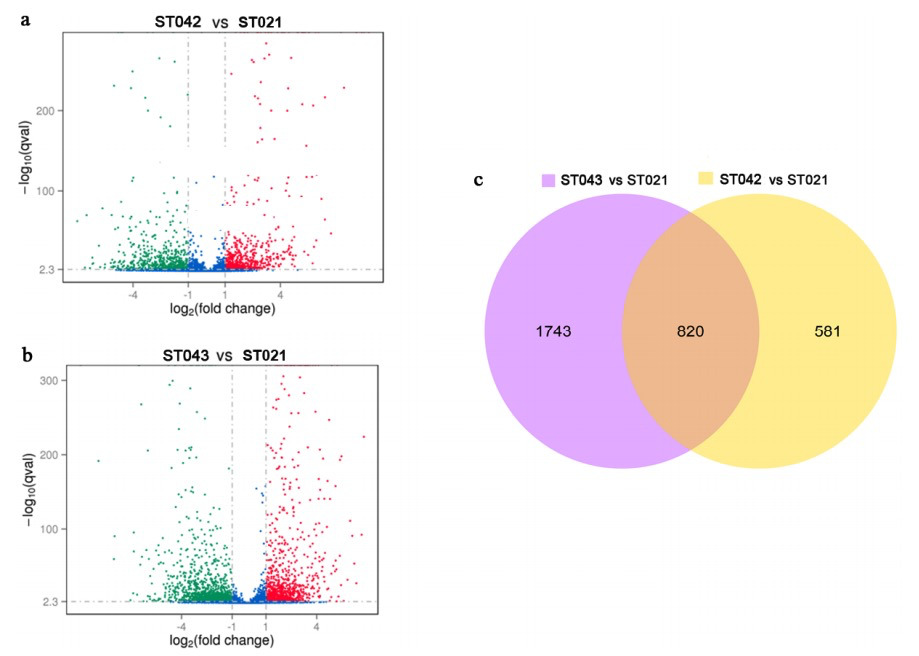 a
ST042 vs ST021
200
100
2.3
−log10(qval)
-4 -1 1 4
log2(fold change)
b
ST043 vs ST021
300
200
100
2.3
−log10(qval)
-4 -1 1 4
log2(fold change)
c
ST043 vs ST021 ST042 vs ST021
1743 820 581